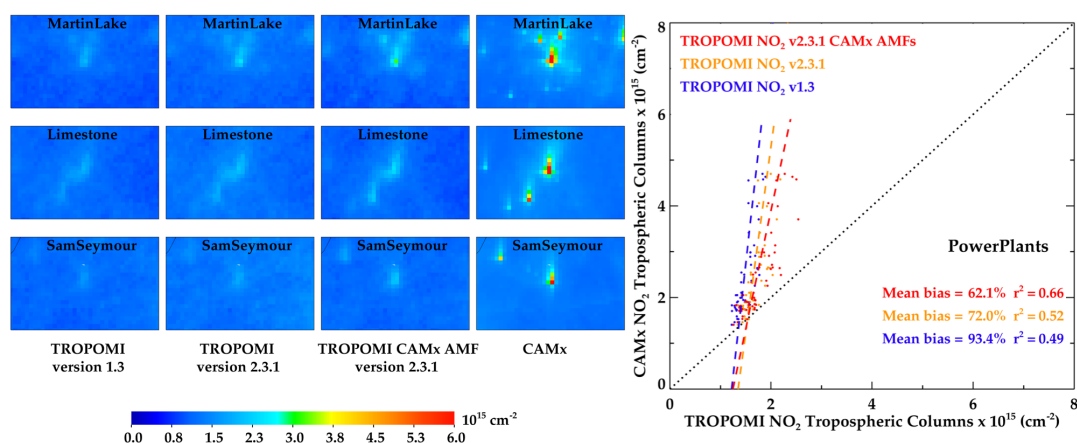 MartinLake MartinLake MartinLake MartinLake
Limestone Limestone Limestone Limestone
SamSeymour SamSeymour SamSeymour SamSeymour
TROPOMI TROPOMI TROPOMI CAMx AMF CAMx
version 1.3 version 2.3.1 version 2.3.1
10¹⁵ cm⁻²
0.0 0.8 1.5 2.3 3.0 3.8 4.5 5.3 6.0
CAMx NO₂ Tropospheric Columns x 10¹⁵ (cm⁻²)
8
6
4
2
0
TROPOMI NO₂ v2.3.1 CAMx AMFs
TROPOMI NO₂ v2.3.1
TROPOMI NO₂ v1.3
PowerPlants
Mean bias = 62.1% r² = 0.66
Mean bias = 72.0% r² = 0.52
Mean bias = 93.4% r² = 0.49
0 2 4 6 8
TROPOMI NO₂ Tropospheric Columns x 10¹⁵ (cm⁻²)